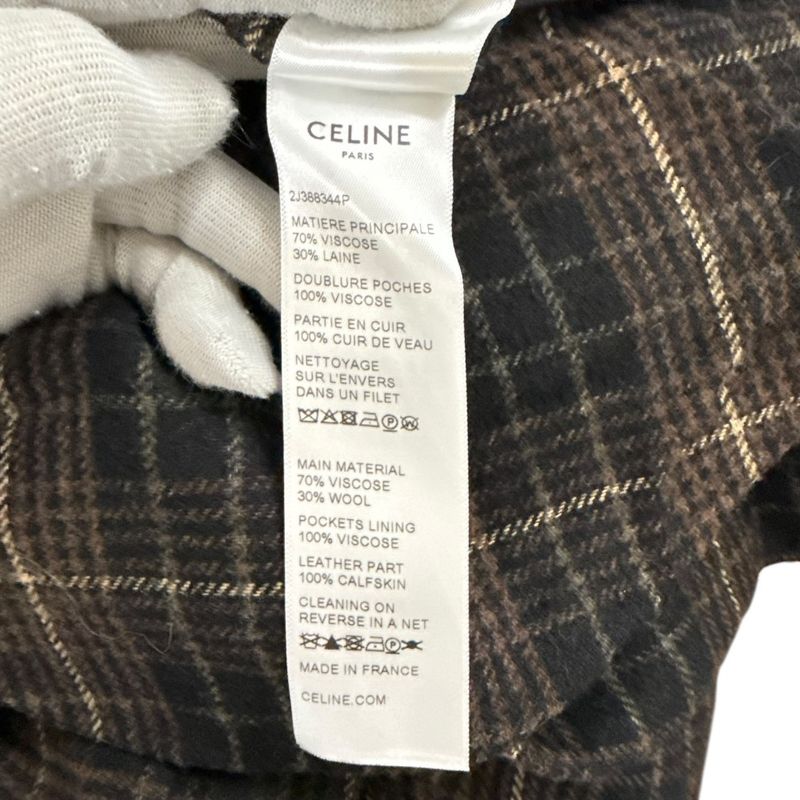 CELINE
PARIS
2J388344P
MATIERE PRINCIPALE
70% VISCOSE
30% LAINE
DOUBLURE POCHES
100% VISCOSE
PARTIE EN CUIR
100% CUIR DE VEAU
NETTOYAGE
SUR L'ENVERS
DANS UN FILET
MAIN MATERIAL
70% VISCOSE
30% WOOL
POCKETS LINING
100% VISCOSE
LEATHER PART
100% CALFSKIN
CLEANING ON
REVERSE IN A NET
MADE IN FRANCE
CELINE.COM